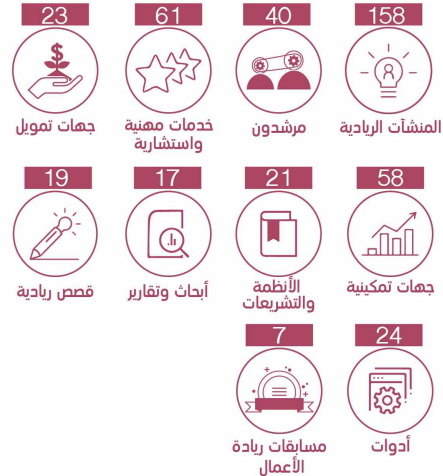 158
المنشآت الريادية
40
مرشدون
61
خدمات مهنية
واستشارية
23
جهات تمويل
58
جهات تمكينية
21
الأنظمة
والتشريعات
17
أبحاث وتقارير
19
قصص ريادية
24
أدوات
7
مسابقات ريادة
الأعمال